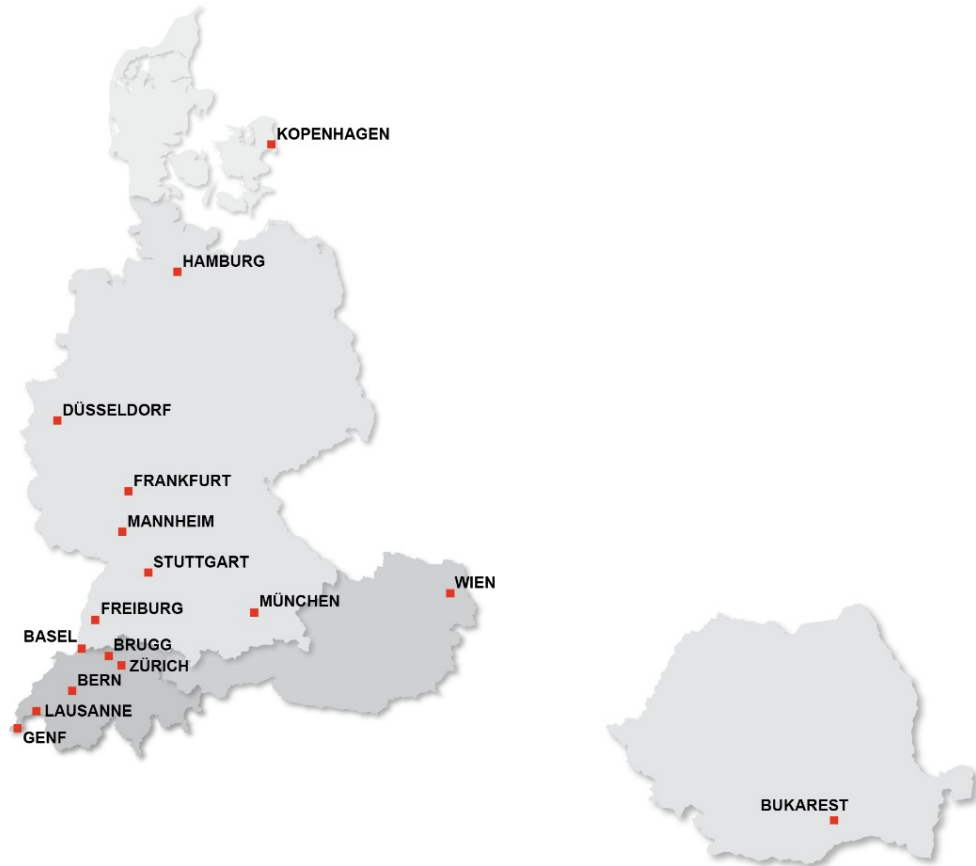 KOPENHAGEN
HAMBURG
DÜSSELDORF
FRANKFURT
MANNHEIM
STUTTGART
WIEN
MÜNCHEN
FREIBURG
BASEL
BRUGG
ZÜRICH
BERN
LAUSANNE
GENF
BUKAREST